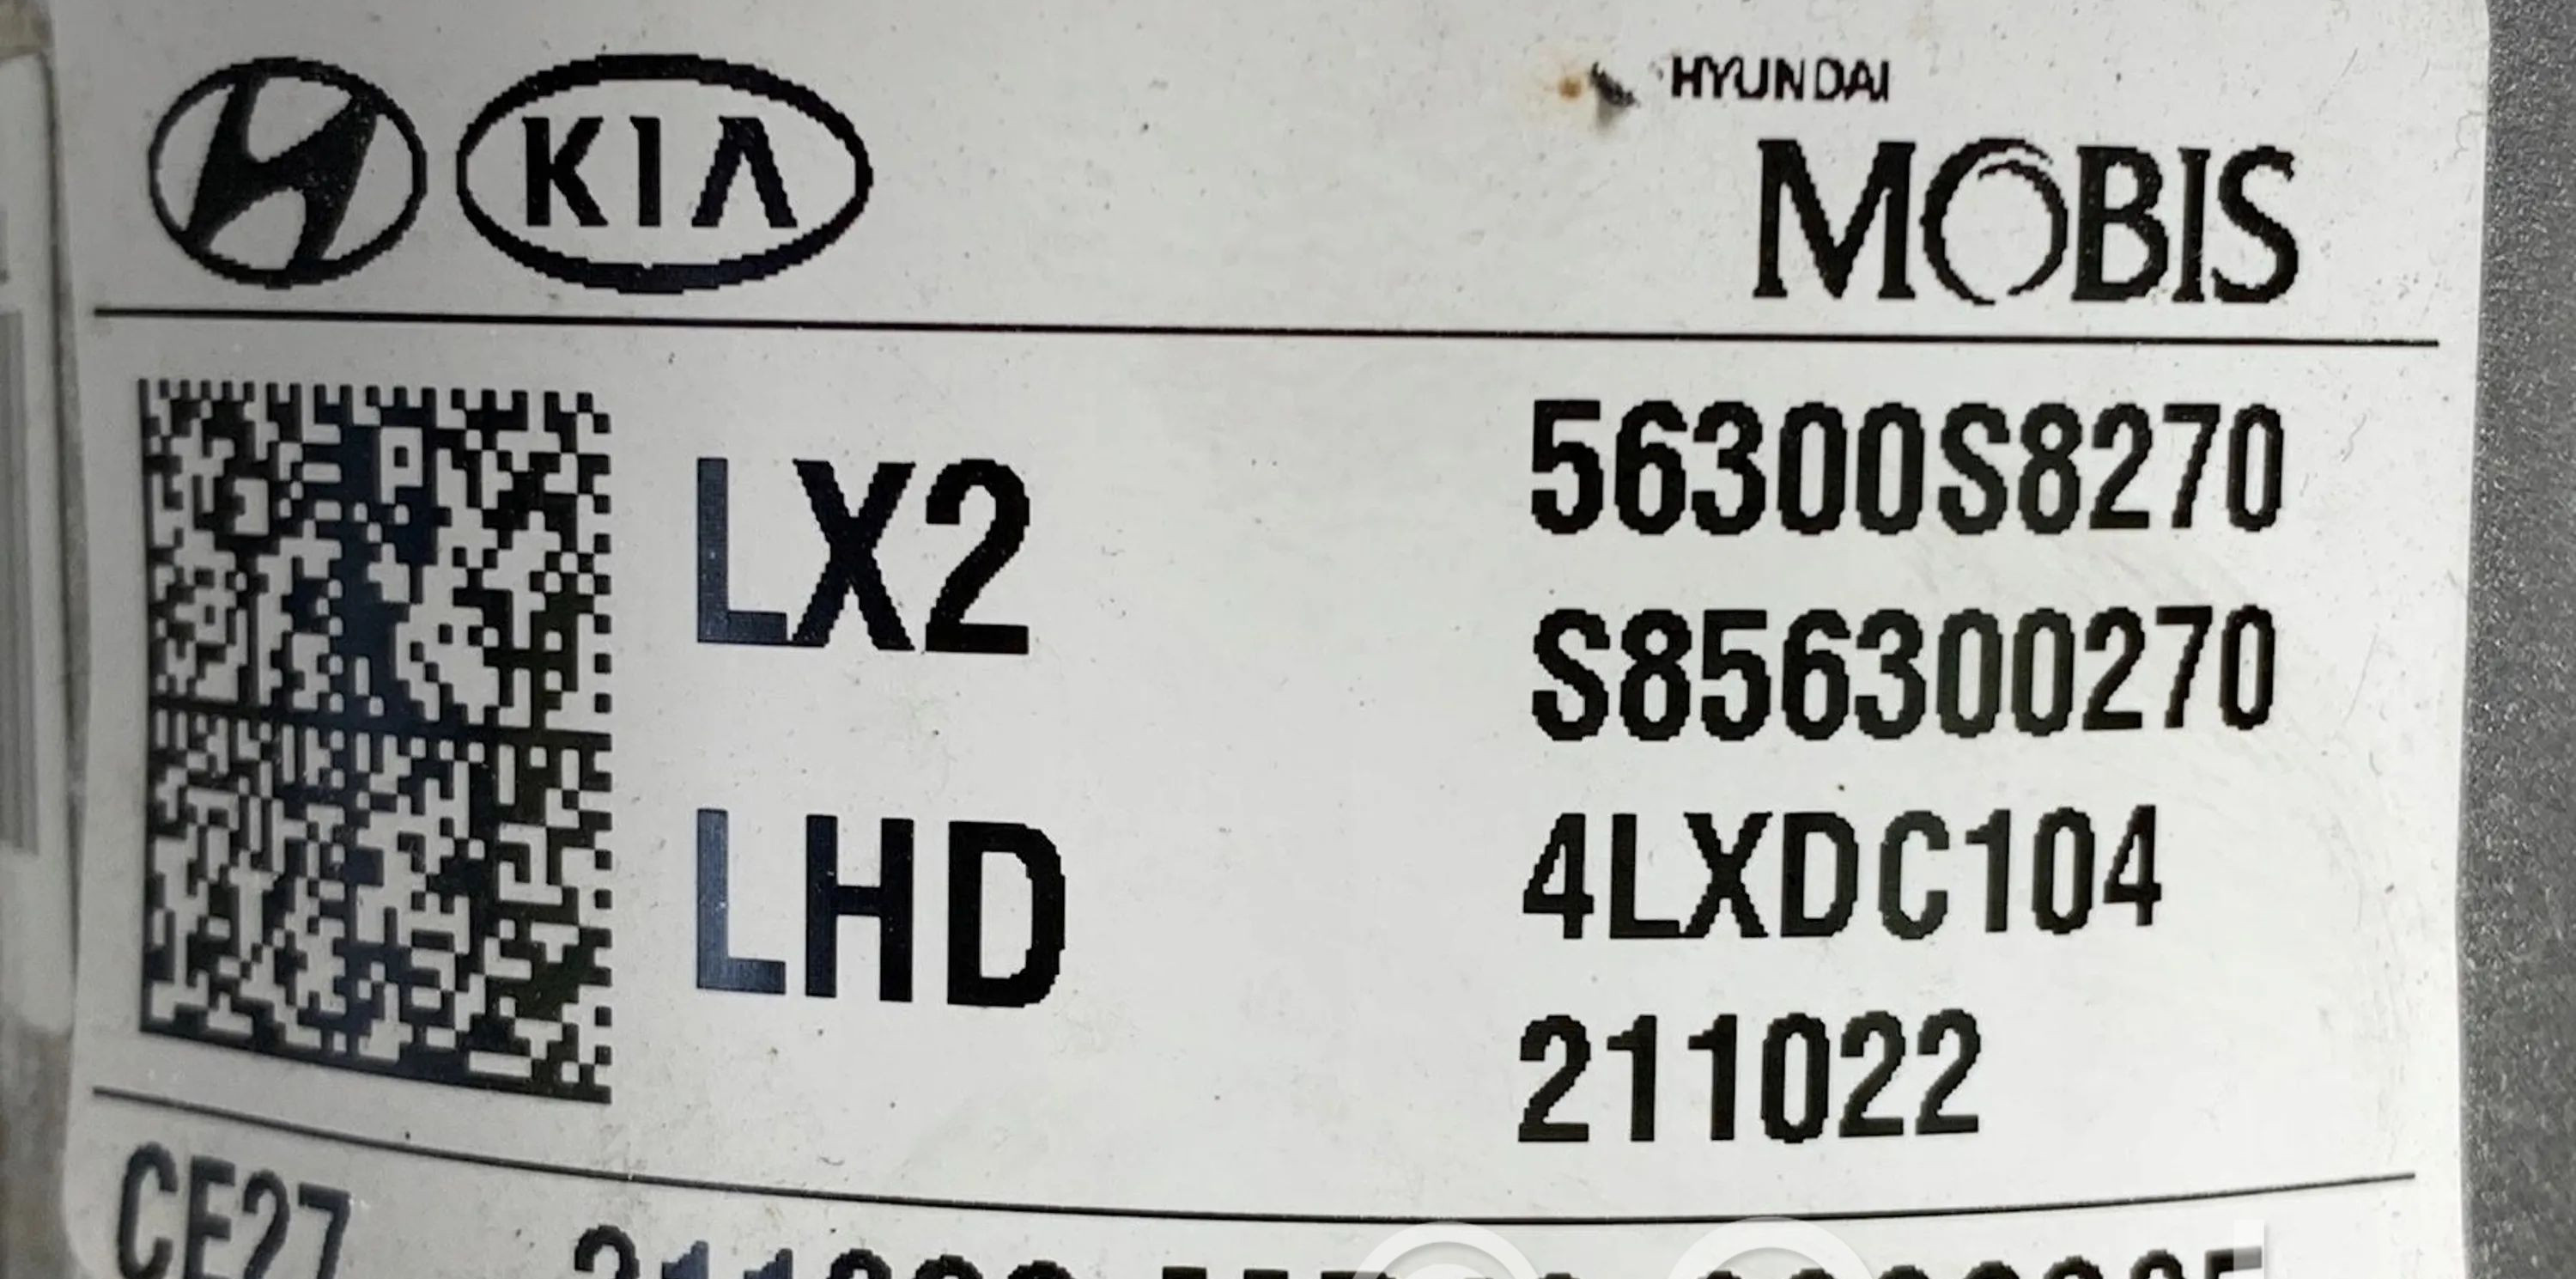 KIA
HYUNDAI
MOBIS
LX2
56300S8270
S856300270
LHD
4LXDC104
211022
CE27